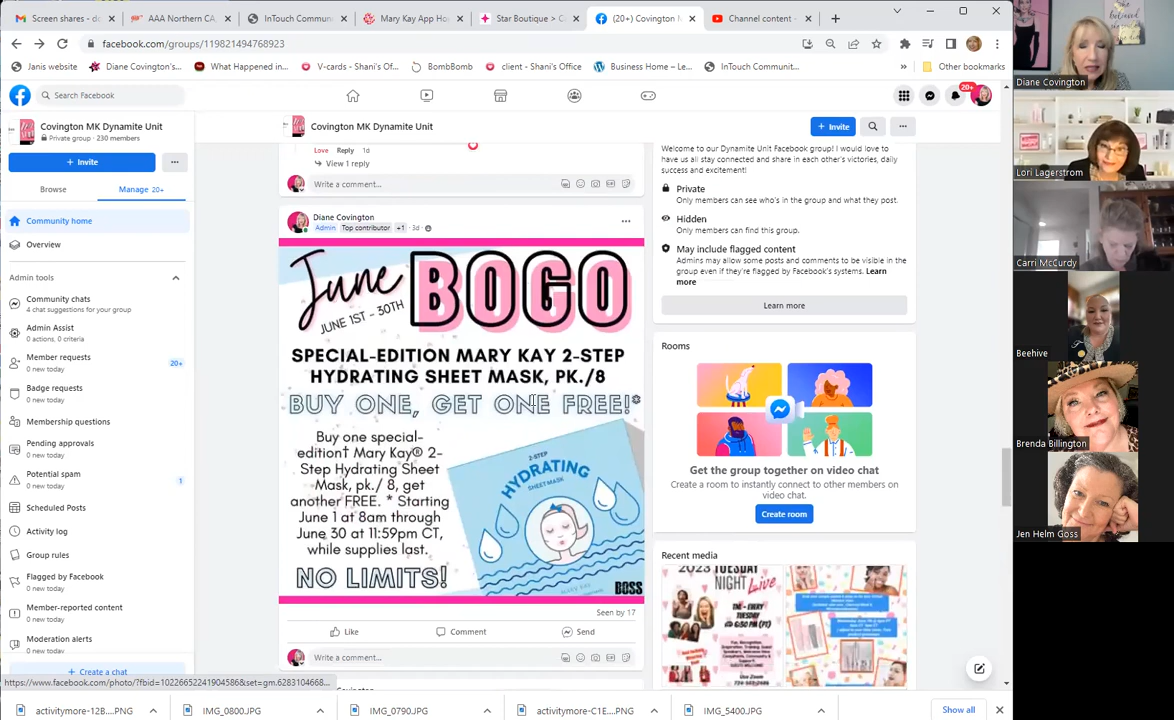 Screen shares - d
AAA Northern CA,
InTouch Commun
Mary Kay App Ho
Star Boutique > C
(20+) Covington M
Channel content -
facebook.com/groups/119821494768923
Janis website
Diane Covington's...
What Happened in...
V-cards - Shani's Of...
BombBomb
client - Shani's Office
Business Home – Le...
InTouch Communit...
Other bookmarks
Search Facebook
20+
Covington MK Dynamite Unit
Private group · 230 members
+ Invite
Browse
Manage 20+
Community home
Overview
Admin tools
Community chats
4 chat suggestions for your group
Admin Assist
0 actions, 0 criteria
Member requests
0 new today
20+
Badge requests
0 new today
Membership questions
Pending approvals
0 new today
Potential spam
0 new today
1
Scheduled Posts
Activity log
Group rules
Flagged by Facebook
0 new today
Member-reported content
0 new today
Moderation alerts
0 new today
+ Create a chat
Covington MK Dynamite Unit
+ Invite
Love Reply 1d
View 1 reply
Write a comment...
Diane Covington
Admin Top contributor +1 · 3d ·
June BOGO
JUNE 1ST - 30TH
SPECIAL-EDITION MARY KAY 2-STEP
HYDRATING SHEET MASK, PK./8
BUY ONE, GET ONE FREE!*
Buy one special-
edition† Mary Kay® 2-
Step Hydrating Sheet
Mask, pk./ 8, get
another FREE. * Starting
June 1 at 8am through
June 30 at 11:59pm CT,
while supplies last.
NO LIMITS!
2-STEP
HYDRATING
SHEET MASK
MARY KAY
BOSS
Seen by 17
Like
Comment
Send
Write a comment...
Welcome to our Dynamite Unit Facebook group! I would love to
have us all stay connected and share in each other's victories, daily
success and excitement!
Private
Only members can see who's in the group and what they post.
Hidden
Only members can find this group.
May include flagged content
Admins may allow some posts and comments to be visible in the
group even if they're flagged by Facebook's systems. Learn
more
Learn more
Rooms
Get the group together on video chat
Create a room to instantly connect to other members on
video chat.
Create room
Recent media
2023 TUESDAY
NIGHT Live
https://www.facebook.com/photo/?fbid=10226652241904586&set=gm.6283104668...
activitymore-12B....PNG
IMG_0800.JPG
IMG_0790.JPG
activitymore-C1E....PNG
IMG_5400.JPG
Show all
Diane Covington
Lori Lagerstrom
Carri McCurdy
Beehive
Brenda Billington
Jen Helm Goss